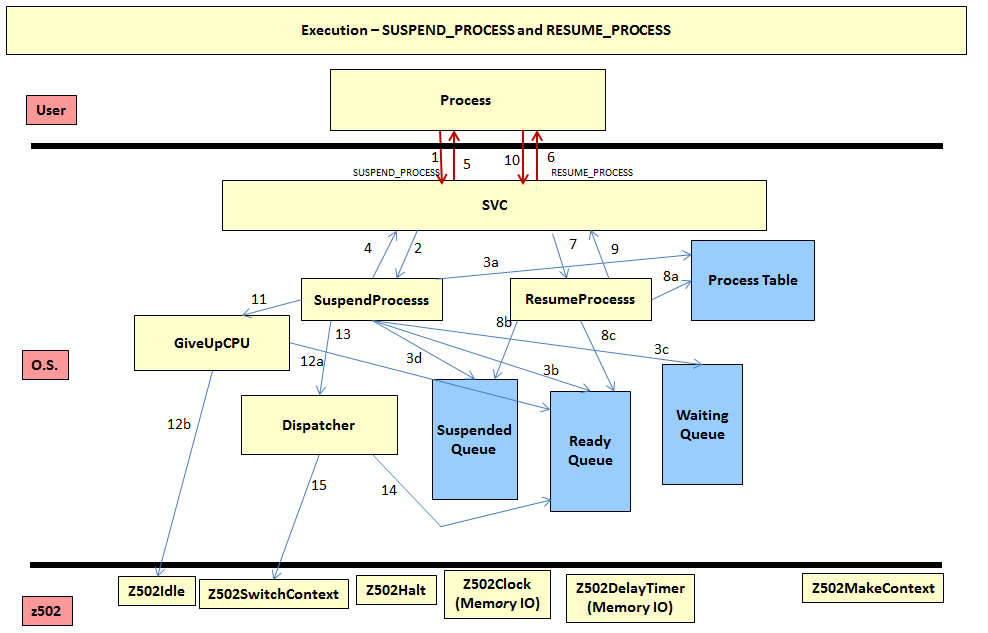 Execution – SUSPEND_PROCESS and RESUME_PROCESS
Process
User
1
5
10
6
SUSPEND_PROCESS
RESUME_PROCESS
SVC
4
2
7
9
3a
8a
Process Table
SuspendProcesss
ResumeProcesss
11
13
8b
8c
GiveUpCPU
12a
3d
3b
3c
O.S.
Dispatcher
Suspended
Queue
Ready
Queue
Waiting
Queue
12b
15
14
Z502Idle
Z502SwitchContext
Z502Halt
Z502Clock
(Memory IO)
Z502DelayTimer
(Memory IO)
Z502MakeContext
z502